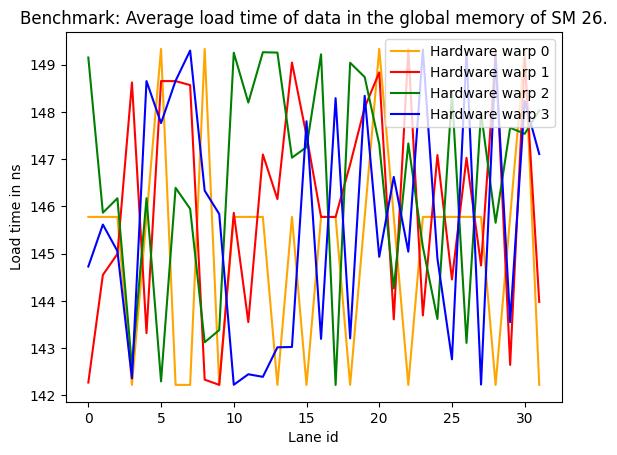 Benchmark: Average load time of data in the global memory of SM 26.
Hardware warp 0
Hardware warp 1
Hardware warp 2
Hardware warp 3
Load time in ns
149
148
147
146
145
144
143
142
0 5 10 15 20 25 30
Lane id